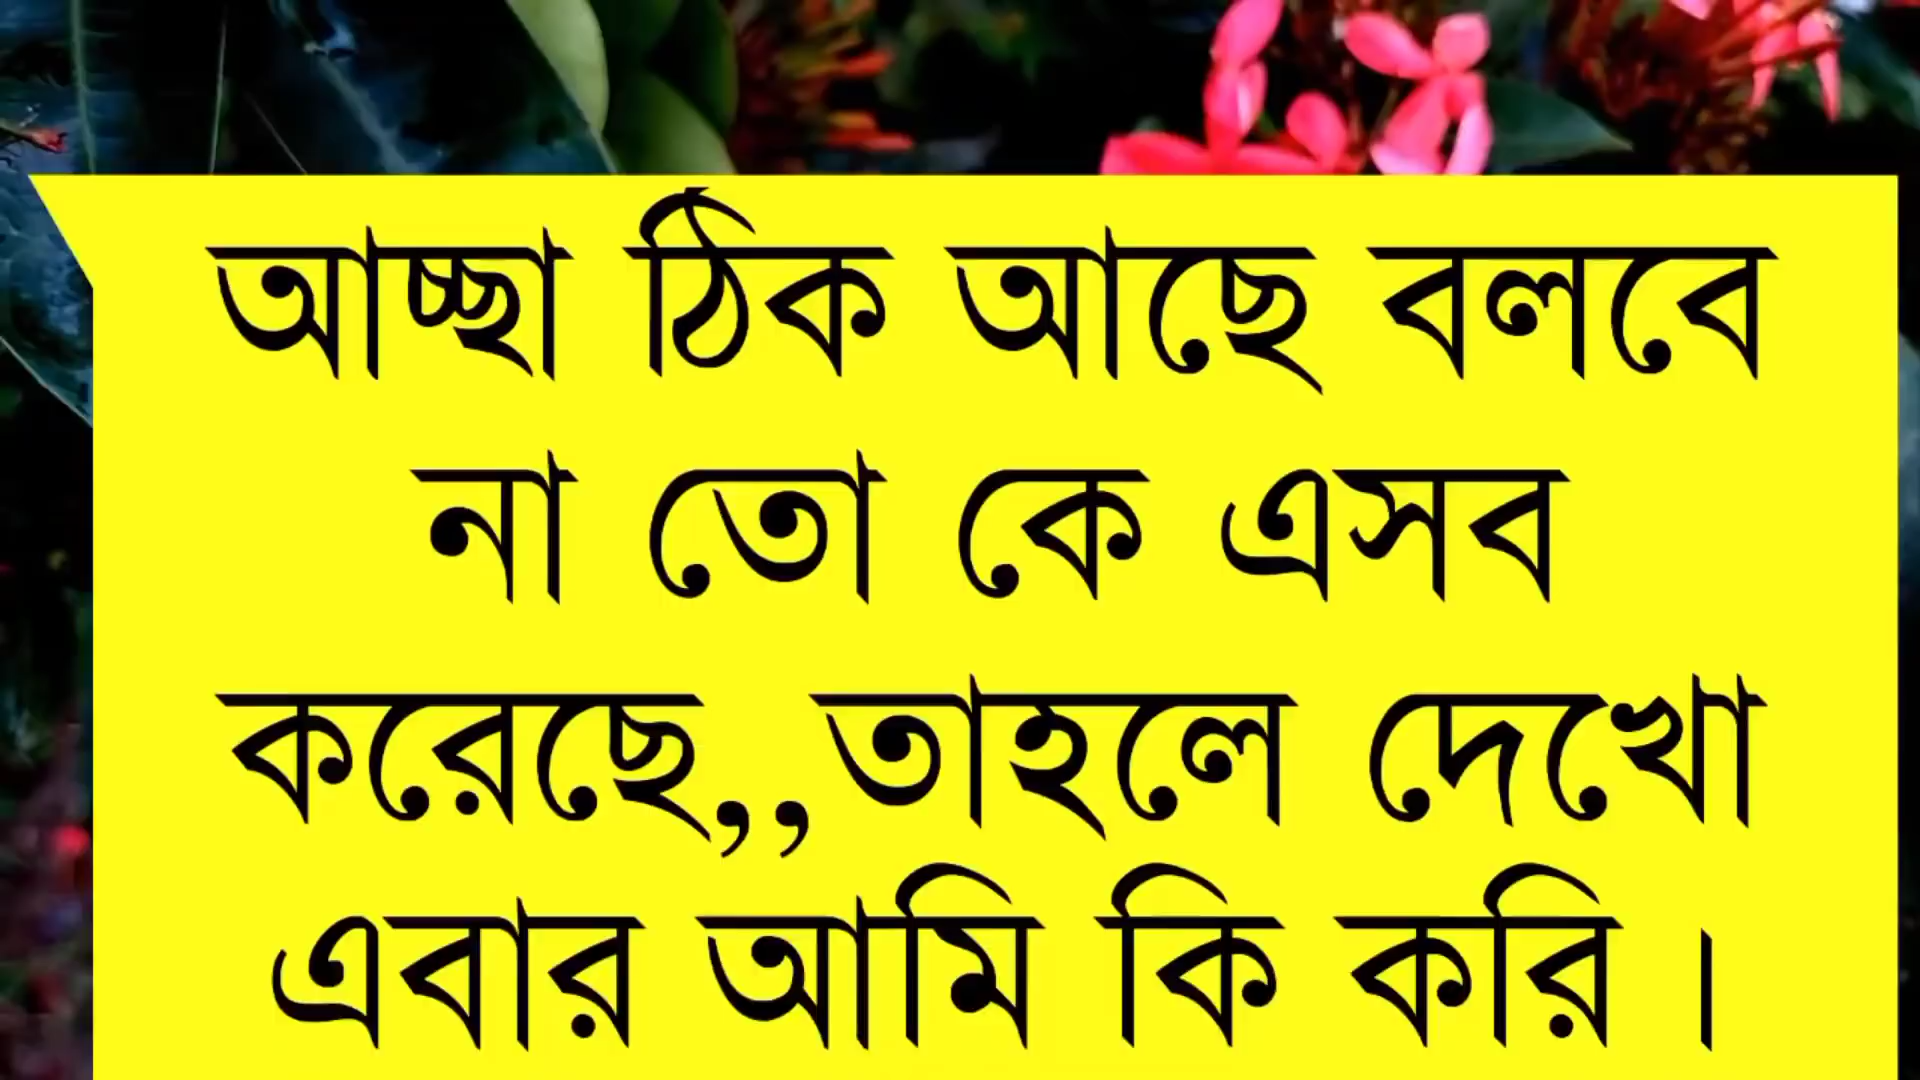 আচ্ছা ঠিক আছে বলবে
না তো কে এসব
করেছে,,তাহলে দেখো
এবার আমি কি করি ।